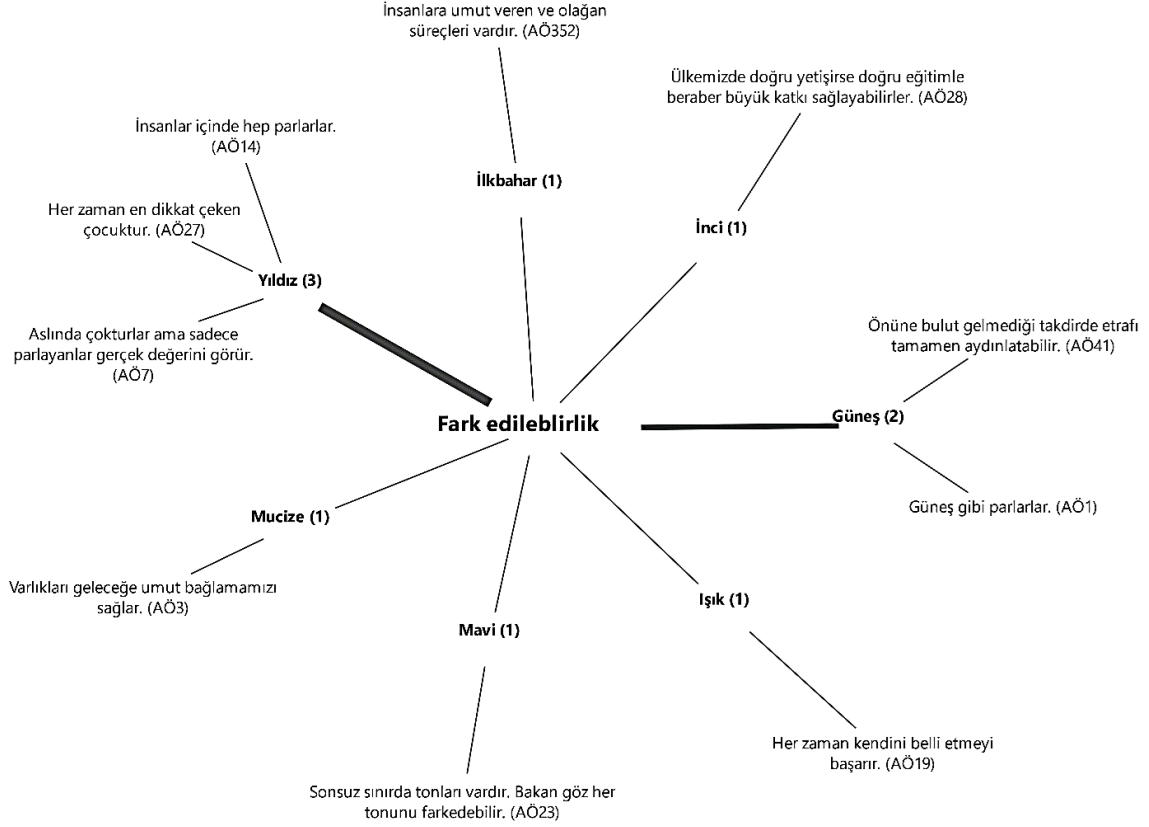 İnsanlara umut veren ve olağan
süreçleri vardır. (AÖ352)
Ülkemizde doğru yetişirse doğru eğitimle
beraber büyük katkı sağlayabilirler. (AÖ28)
İnsanlar içinde hep parlarlar.
(AÖ14)
İlkbahar (1)
Her zaman en dikkat çeken
çocuktur. (AÖ27)
İnci (1)
Yıldız (3)
Aslında çokturlar ama sadece
parlayanlar gerçek değerini görür.
(AÖ7)
Önüne bulut gelmediği takdirde etrafı
tamamen aydınlatabilir. (AÖ41)
Fark edileblirlik
Güneş (2)
Güneş gibi parlarlar. (AÖ1)
Mucize (1)
Varlıkları geleceğe umut bağlamamızı
sağlar. (AÖ3)
Işık (1)
Mavi (1)
Her zaman kendini belli etmeyi
başarır. (AÖ19)
Sonsuz sınırda tonları vardır. Bakan göz her
tonunu farkedebilir. (AÖ23)